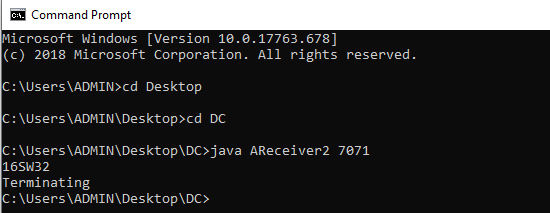 Command Prompt
Microsoft Windows [Version 10.0.17763.678]
(c) 2018 Microsoft Corporation. All rights reserved.
C:\Users\ADMIN>cd Desktop
C:\Users\ADMIN\Desktop>cd DC
C:\Users\ADMIN\Desktop\DC>java AReceiver2 7071
16SW32
Terminating
C:\Users\ADMIN\Desktop\DC>